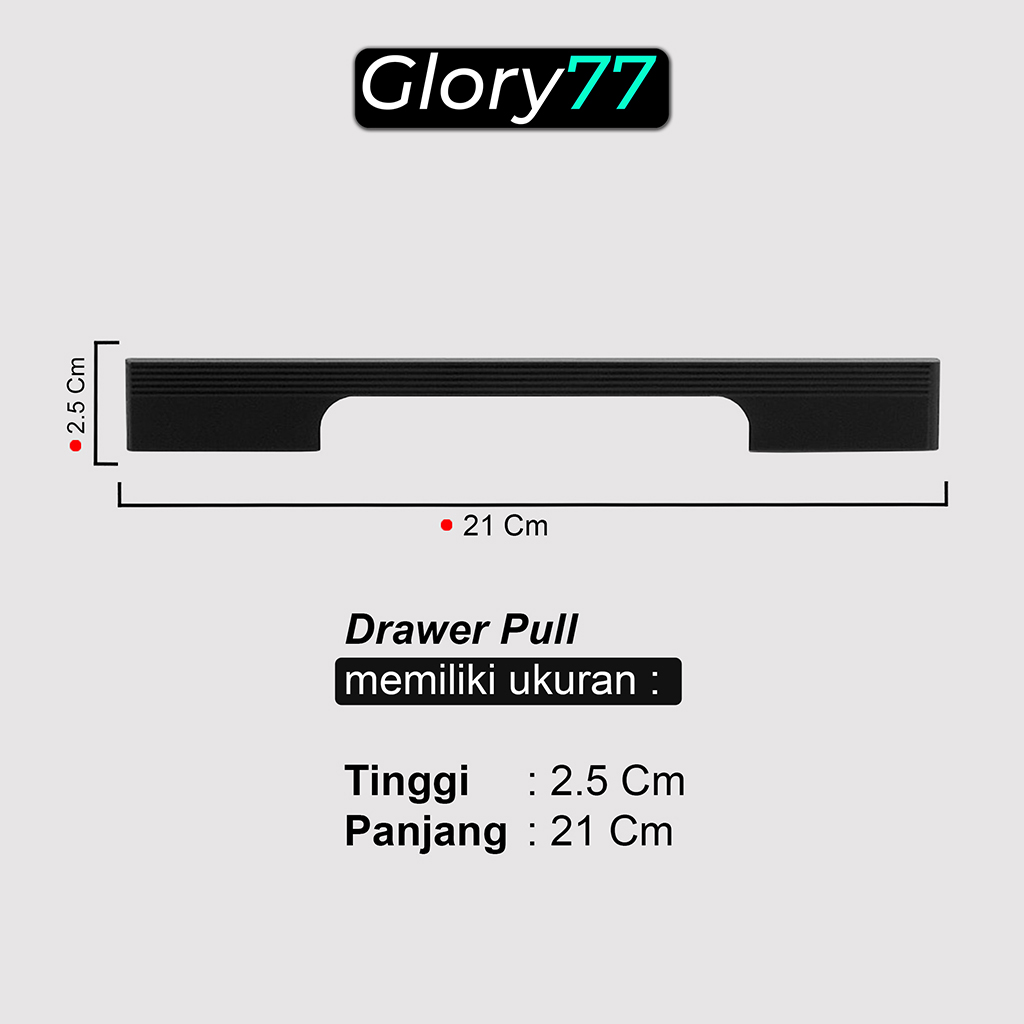 Glory77
2.5 Cm
21 Cm
Drawer Pull
memiliki ukuran :
Tinggi : 2.5 Cm
Panjang : 21 Cm